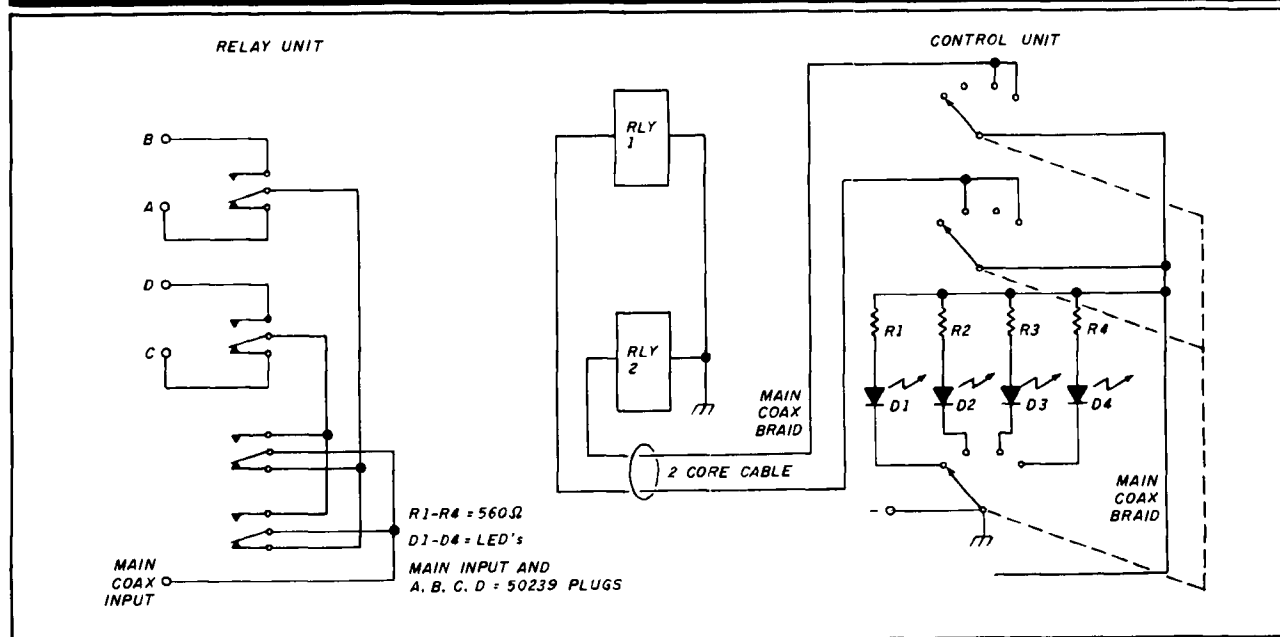 RELAY UNIT
CONTROL UNIT
B
A
D
C
RLY
1
RLY
2
MAIN
COAX
BRAID
2 CORE CABLE
R1
R2
R3
R4
D1
D2
D3
D4
MAIN
COAX
BRAID
-
R1-R4 = 560Ω
D1-D4 = LED's
MAIN INPUT AND
A, B, C, D = 50239 PLUGS
MAIN
COAX
INPUT